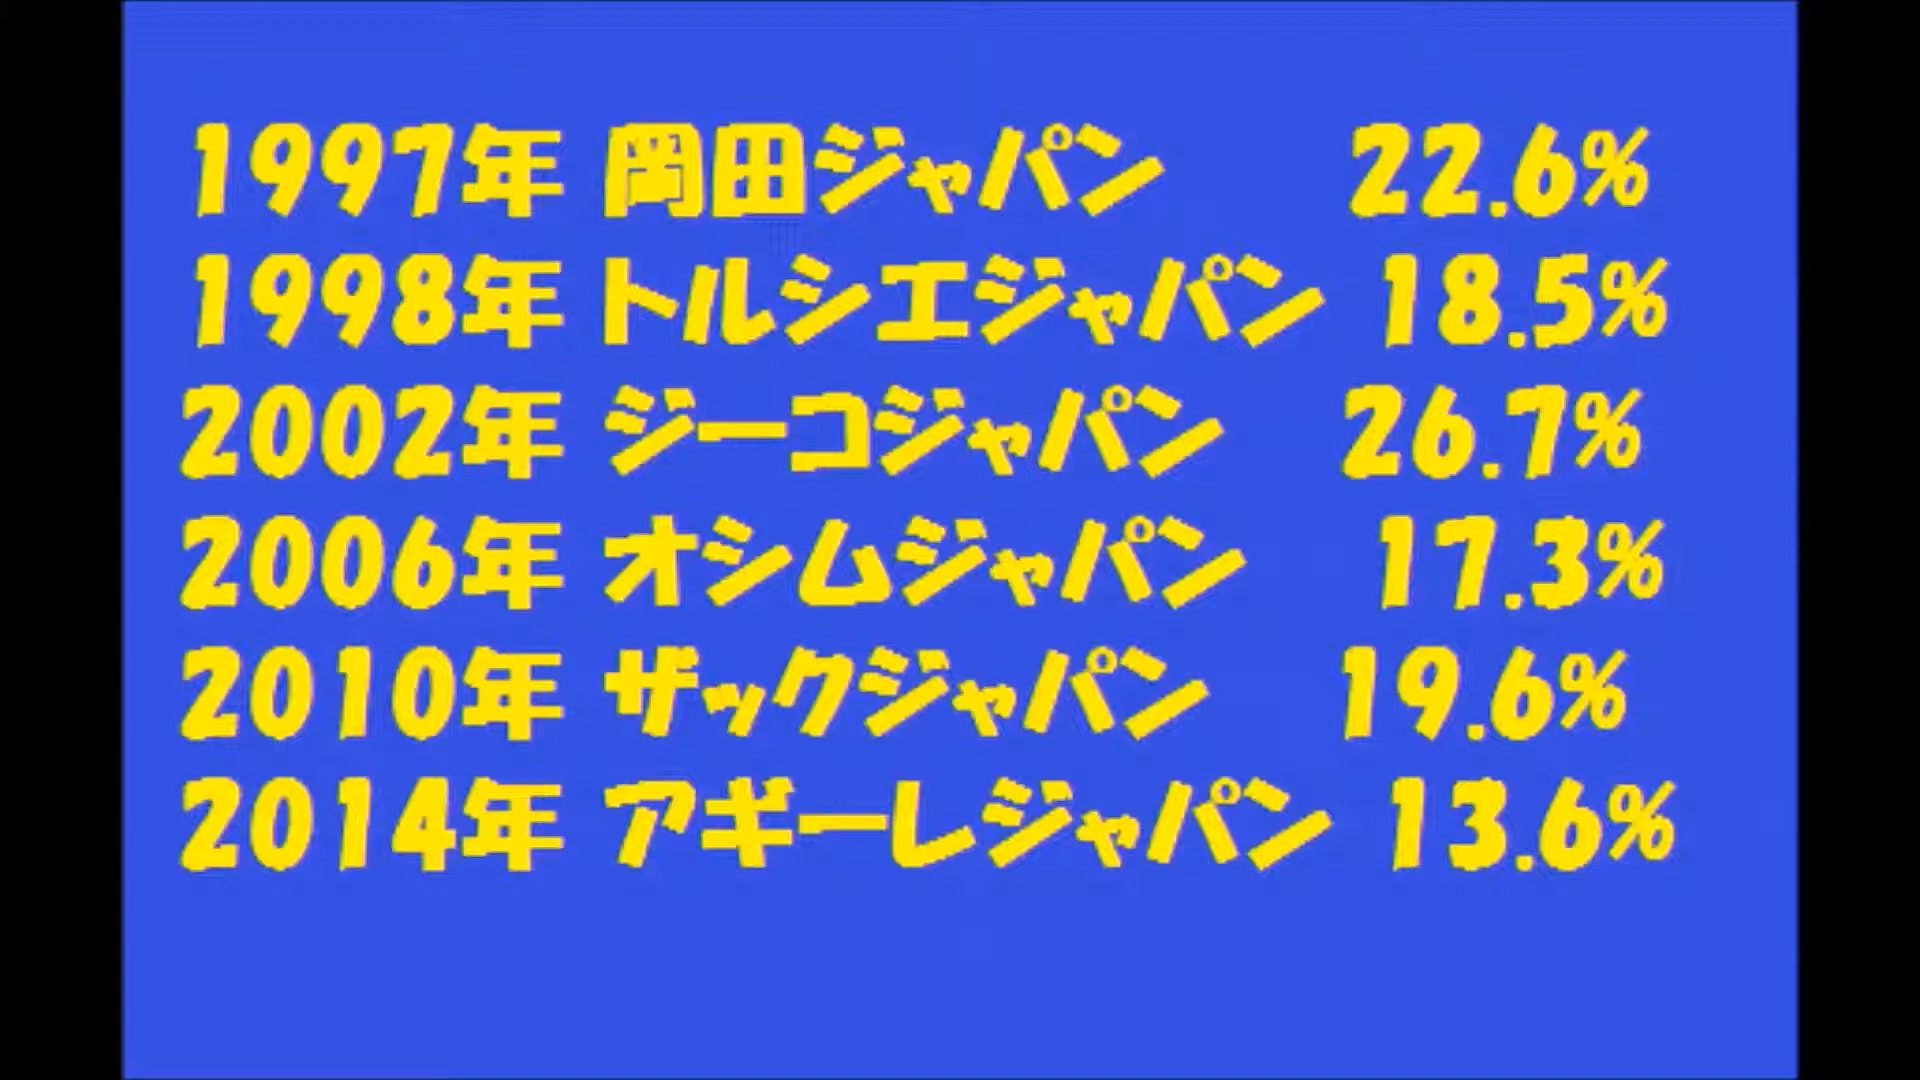 1997年 岡田ジャパン 22.6%
1998年 トルシエジャパン 18.5%
2002年 ジーコジャパン 26.7%
2006年 オシムジャパン 17.3%
2010年 ザックジャパン 19.6%
2014年 アギーレジャパン 13.6%